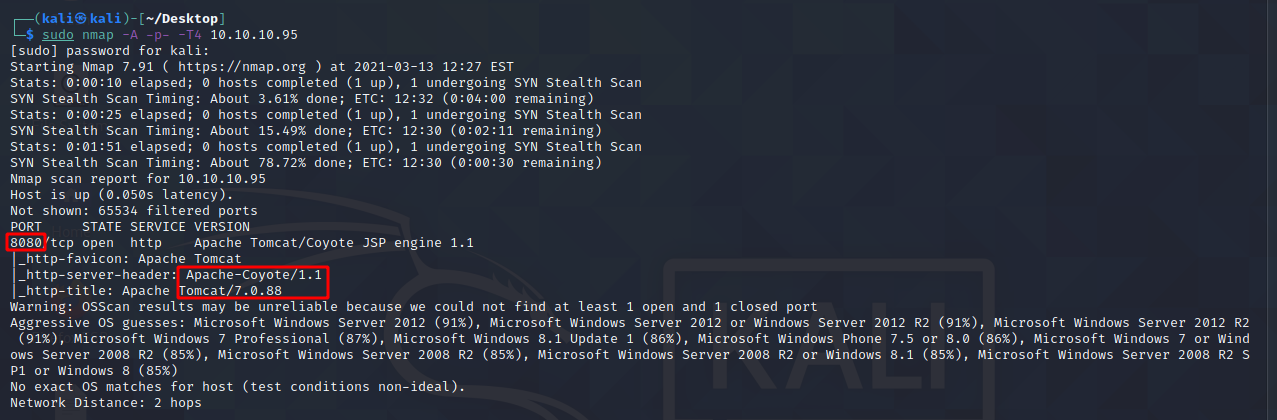 ┌──(kali㉿kali)-[~/Desktop]
└─$ sudo nmap -A -p- -T4 10.10.10.95
[sudo] password for kali:
Starting Nmap 7.91 ( https://nmap.org ) at 2021-03-13 12:27 EST
Stats: 0:00:10 elapsed; 0 hosts completed (1 up), 1 undergoing SYN Stealth Scan
SYN Stealth Scan Timing: About 3.61% done; ETC: 12:32 (0:04:00 remaining)
Stats: 0:00:25 elapsed; 0 hosts completed (1 up), 1 undergoing SYN Stealth Scan
SYN Stealth Scan Timing: About 15.49% done; ETC: 12:30 (0:02:11 remaining)
Stats: 0:01:51 elapsed; 0 hosts completed (1 up), 1 undergoing SYN Stealth Scan
SYN Stealth Scan Timing: About 78.72% done; ETC: 12:30 (0:00:30 remaining)
Nmap scan report for 10.10.10.95
Host is up (0.050s latency).
Not shown: 65534 filtered ports
PORT     STATE SERVICE VERSION
8080/tcp open  http    Apache Tomcat/Coyote JSP engine 1.1
|_http-favicon: Apache Tomcat
|_http-server-header: Apache-Coyote/1.1
|_http-title: Apache Tomcat/7.0.88
Warning: OSScan results may be unreliable because we could not find at least 1 open and 1 closed port
Aggressive OS guesses: Microsoft Windows Server 2012 (91%), Microsoft Windows Server 2012 or Windows Server 2012 R2 (91%), Microsoft Windows Server 2012 R2
 (91%), Microsoft Windows 7 Professional (87%), Microsoft Windows 8.1 Update 1 (86%), Microsoft Windows Phone 7.5 or 8.0 (86%), Microsoft Windows 7 or Wind
ows Server 2008 R2 (85%), Microsoft Windows Server 2008 R2 (85%), Microsoft Windows Server 2008 R2 or Windows 8.1 (85%), Microsoft Windows Server 2008 R2 S
P1 or Windows 8 (85%)
No exact OS matches for host (test conditions non-ideal).
Network Distance: 2 hops
KALI